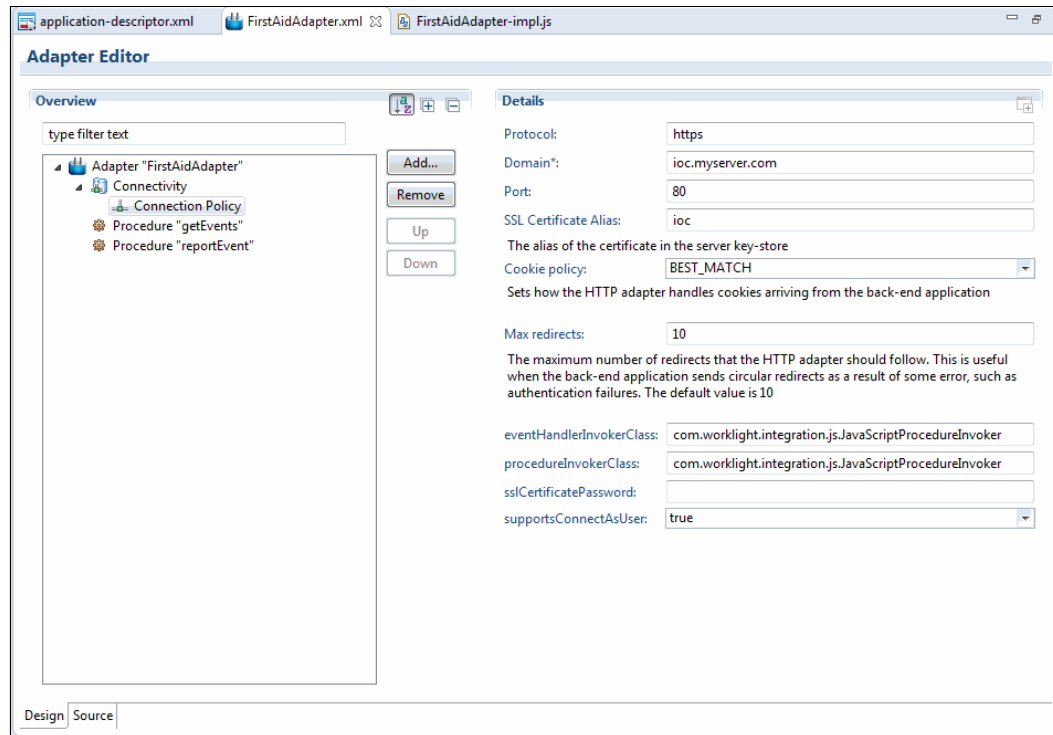 application-descriptor.xml
FirstAidAdapter.xml
FirstAidAdapter-impl.js
Adapter Editor
Overview
type filter text
Adapter "FirstAidAdapter"
Connectivity
Connection Policy
Procedure "getEvents"
Procedure "reportEvent"
Add...
Remove
Up
Down
Details
Protocol: https
Domain*: ioc.myserver.com
Port: 80
SSL Certificate Alias: ioc
The alias of the certificate in the server key-store
Cookie policy: BEST_MATCH
Sets how the HTTP adapter handles cookies arriving from the back-end application
Max redirects: 10
The maximum number of redirects that the HTTP adapter should follow. This is useful
when the back-end application sends circular redirects as a result of some error, such as
authentication failures. The default value is 10
eventHandlerInvokerClass: com.worklight.integration.js.JavaScriptProcedureInvoker
procedureInvokerClass: com.worklight.integration.js.JavaScriptProcedureInvoker
sslCertificatePassword:
supportsConnectAsUser: true
Design
Source